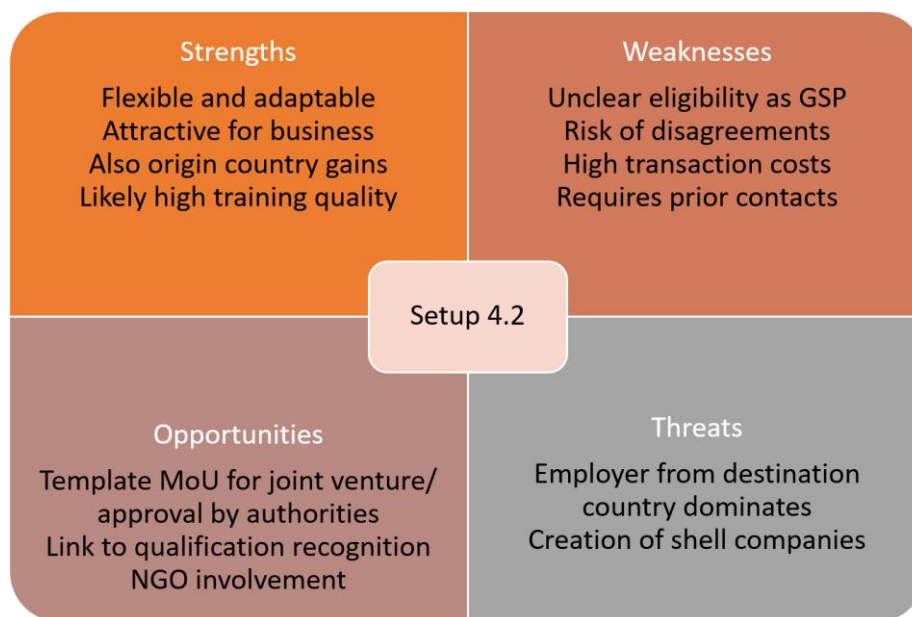 Strengths
Flexible and adaptable
Attractive for business
Also origin country gains
Likely high training quality
Weaknesses
Unclear eligibility as GSP
Risk of disagreements
High transaction costs
Requires prior contacts
Setup 4.2
Opportunities
Template MoU for joint venture/
approval by authorities
Link to qualification recognition
NGO involvement
Threats
Employer from destination
country dominates
Creation of shell companies